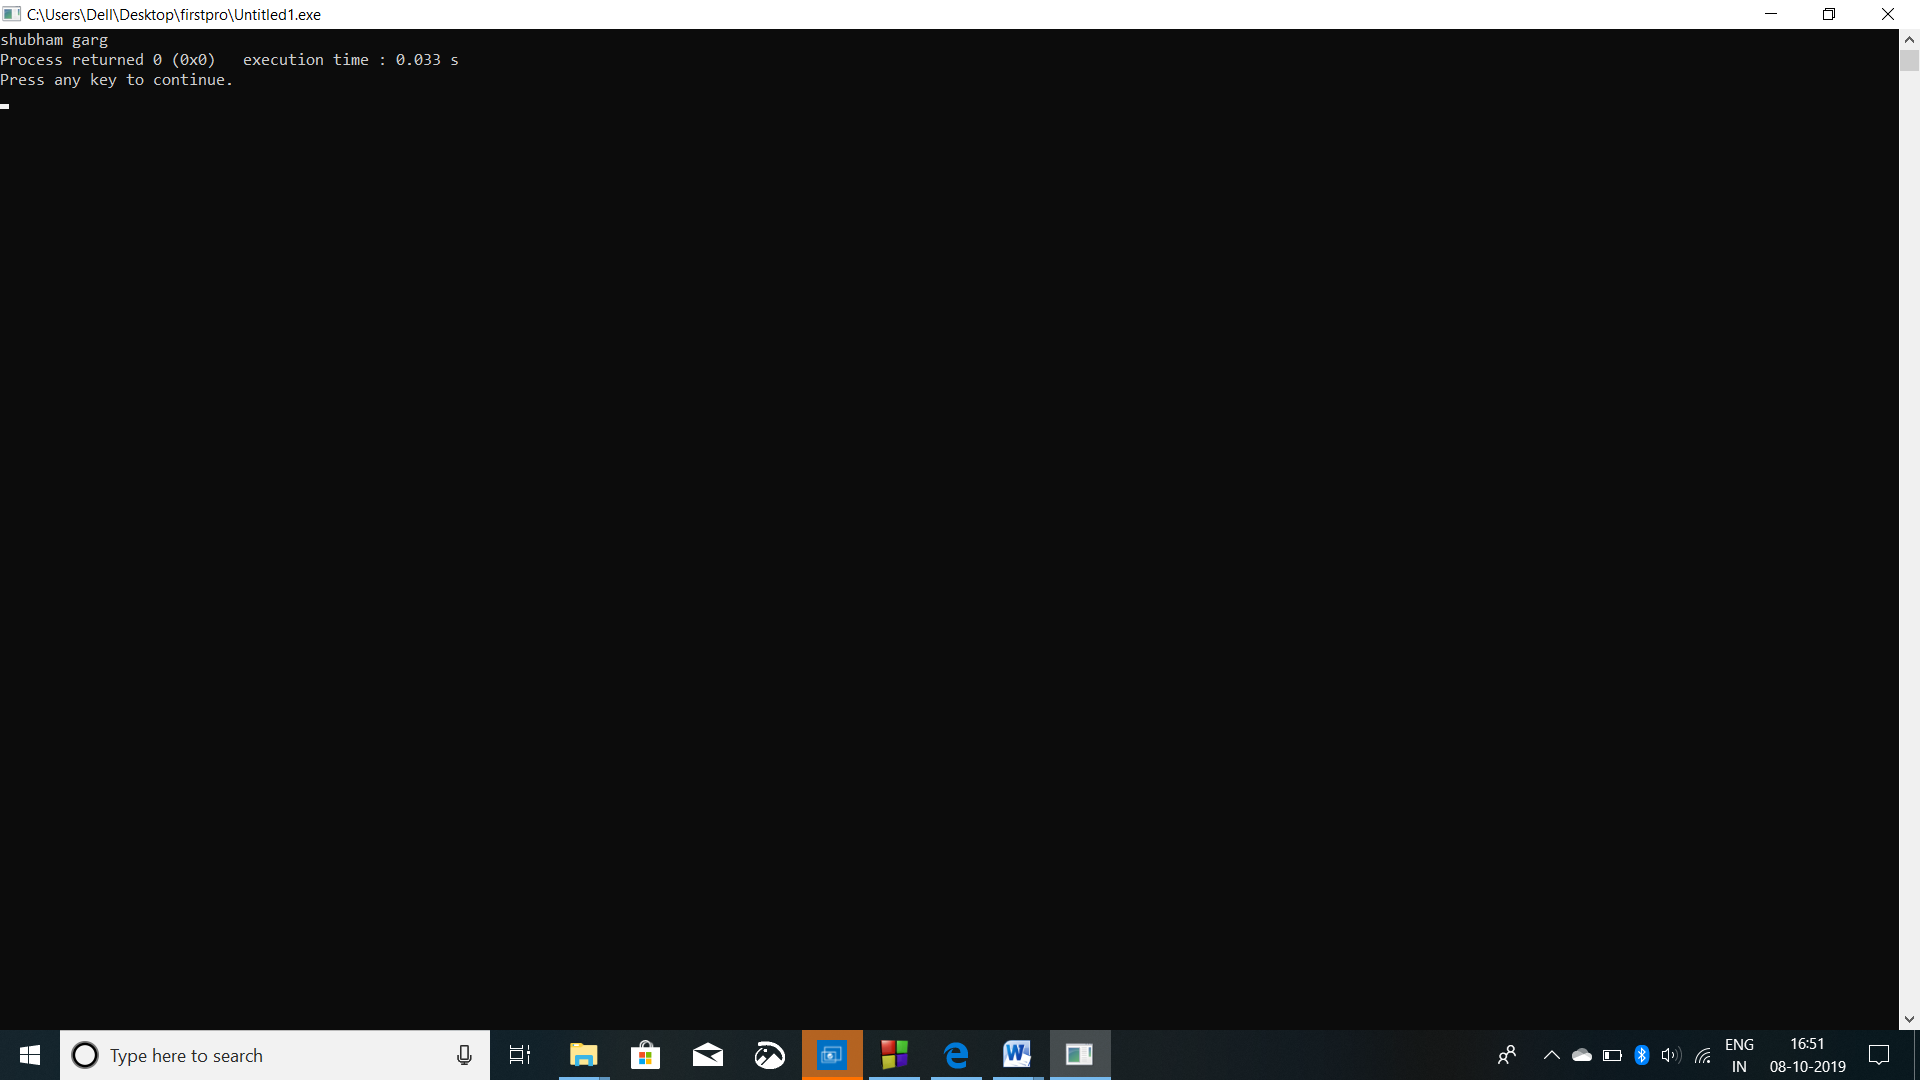 C:\Users\Dell\Desktop\firstpro\Untitled1.exe
shubham garg
Process returned 0 (0x0)   execution time : 0.033 s
Press any key to continue.
Type here to search
W
ENG
IN
16:51
08-10-2019